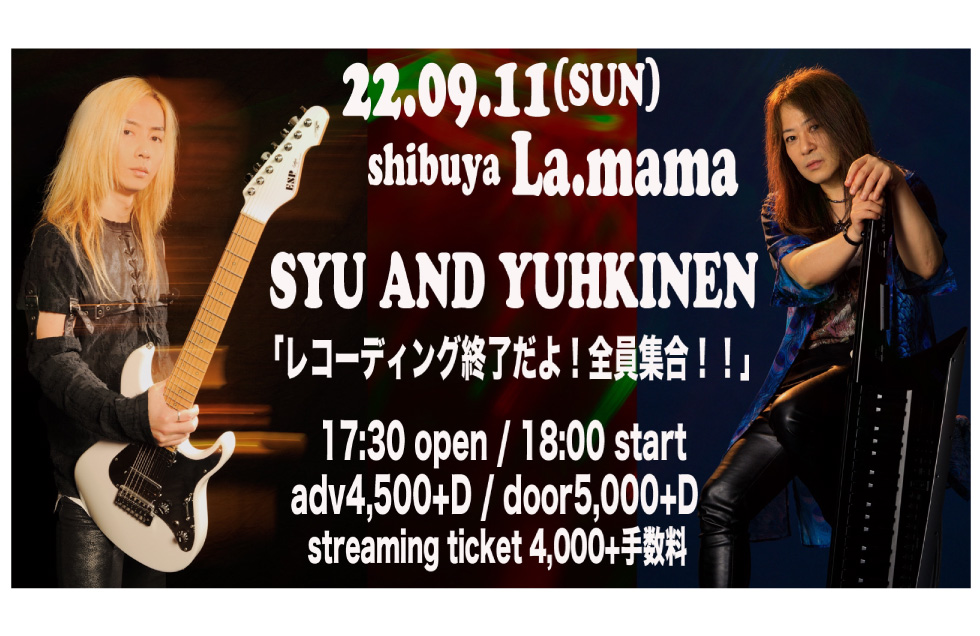 22.09.11(SUN)
shibuya La.mama
ESP
SYU AND YUHKINEN
「レコーディング終了だよ！全員集合！！」
17:30 open / 18:00 start
adv4,500+D / door5,000+D
streaming ticket 4,000+手数料